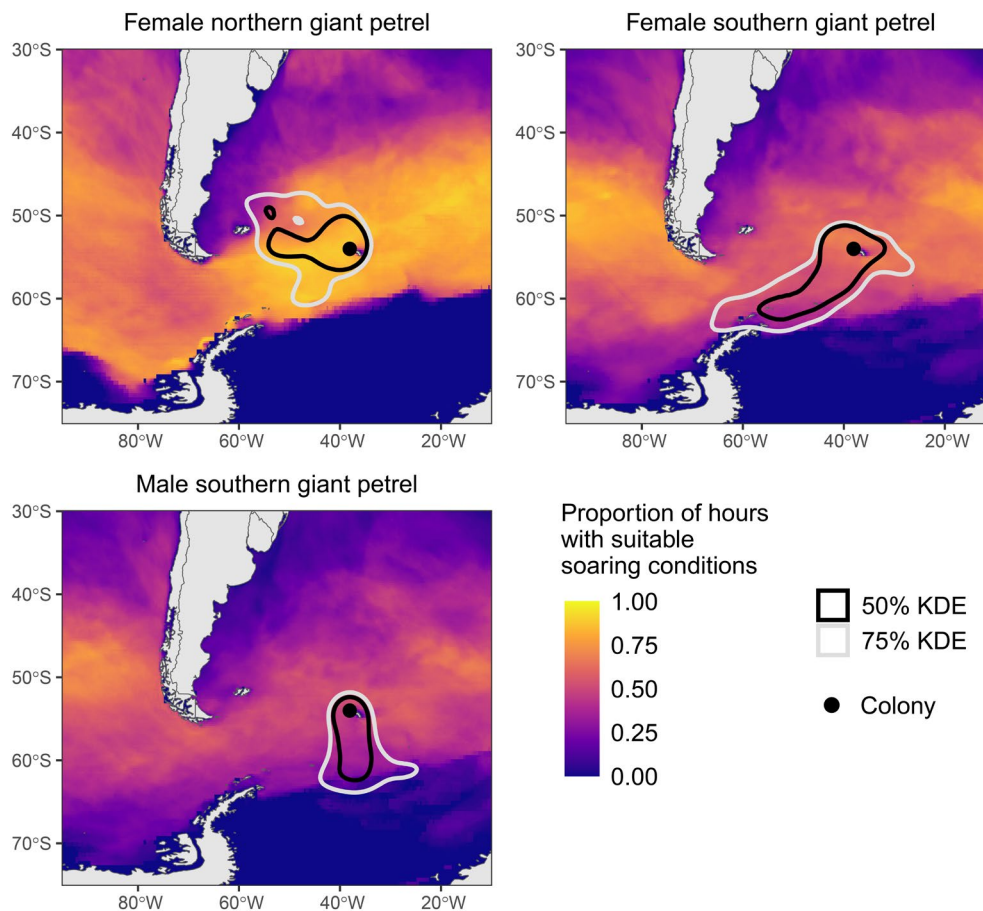 Female northern giant petrel
Female southern giant petrel
30°S
40°S
50°S
60°S
70°S
80°W
60°W
40°W
20°W
30°S
40°S
50°S
60°S
70°S
80°W
60°W
40°W
20°W
Male southern giant petrel
30°S
40°S
50°S
60°S
70°S
80°W
60°W
40°W
20°W
Proportion of hours
with suitable
soaring conditions
1.00
0.75
0.50
0.25
0.00
50% KDE
75% KDE
Colony